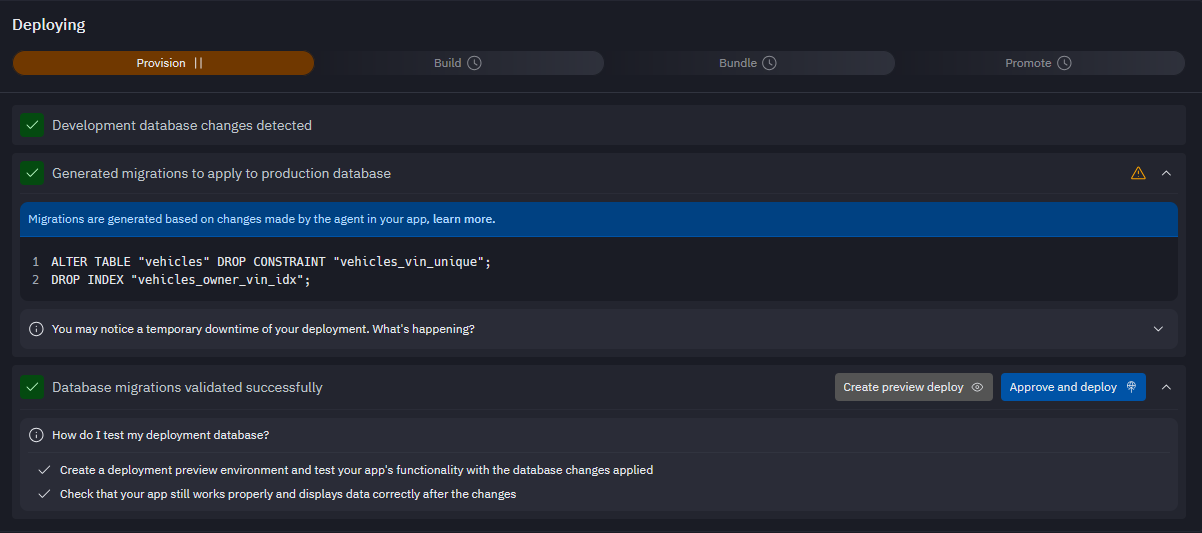 Deploying
Provision
Build
Bundle
Promote
Development database changes detected
Generated migrations to apply to production database
Migrations are generated based on changes made by the agent in your app, learn more.
1 ALTER TABLE "vehicles" DROP CONSTRAINT "vehicles_vin_unique";
2 DROP INDEX "vehicles_owner_vin_idx";
You may notice a temporary downtime of your deployment. What's happening?
Database migrations validated successfully
Create preview deploy
Approve and deploy
How do I test my deployment database?
Create a deployment preview environment and test your app's functionality with the database changes applied
Check that your app still works properly and displays data correctly after the changes